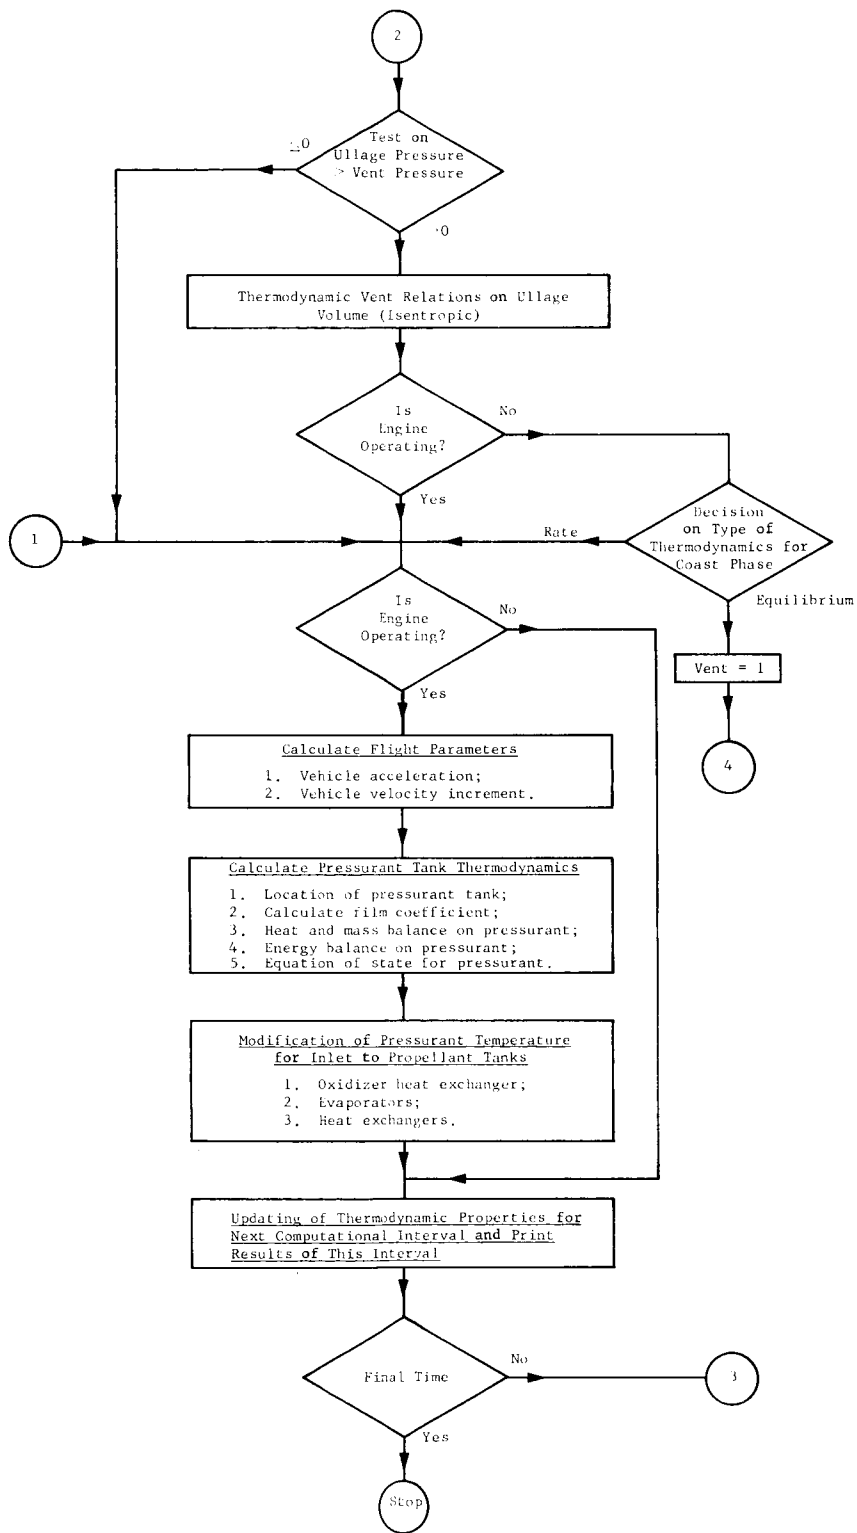 2
≤0
Test on
Ullage Pressure
> Vent Pressure
0
Thermodynamic Vent Relations on Ullage
Volume (Isentropic)
Is
Engine
Operating?
No
Yes
Decision
on Type of
Thermodynamics for
Coast Phase
Rate
1
Equilibrium
Is
Engine
Operating?
No
Yes
Vent = 1
4
Calculate Flight Parameters
1. Vehicle acceleration;
2. Vehicle velocity increment.
Calculate Pressurant Tank Thermodynamics
1. Location of pressurant tank;
2. Calculate film coefficient;
3. Heat and mass balance on pressurant;
4. Energy balance on pressurant;
5. Equation of state for pressurant.
Modification of Pressurant Temperature
for Inlet to Propellant Tanks
1. Oxidizer heat exchanger;
2. Evaporators;
3. Heat exchangers.
Updating of Thermodynamic Properties for
Next Computational Interval and Print
Results of This Interval
Final Time
No
3
Yes
Stop